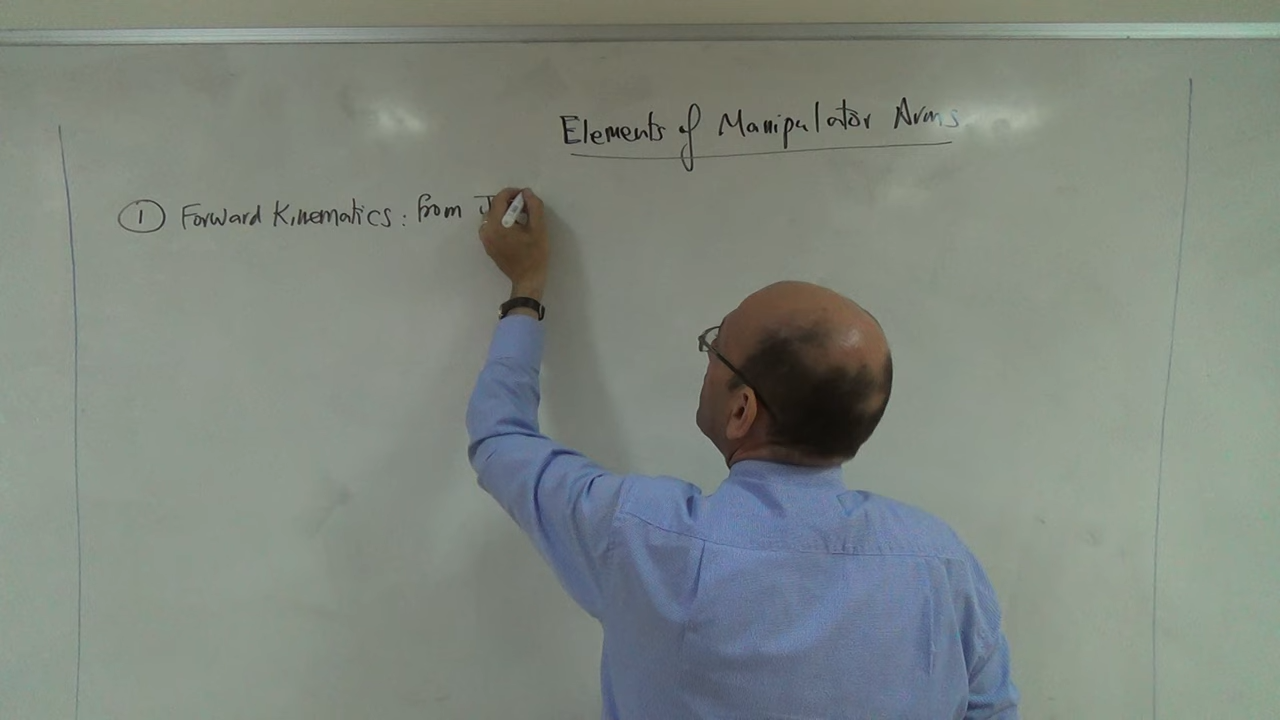 Elements of Manipulator Arms
① Forward Kinematics: from J